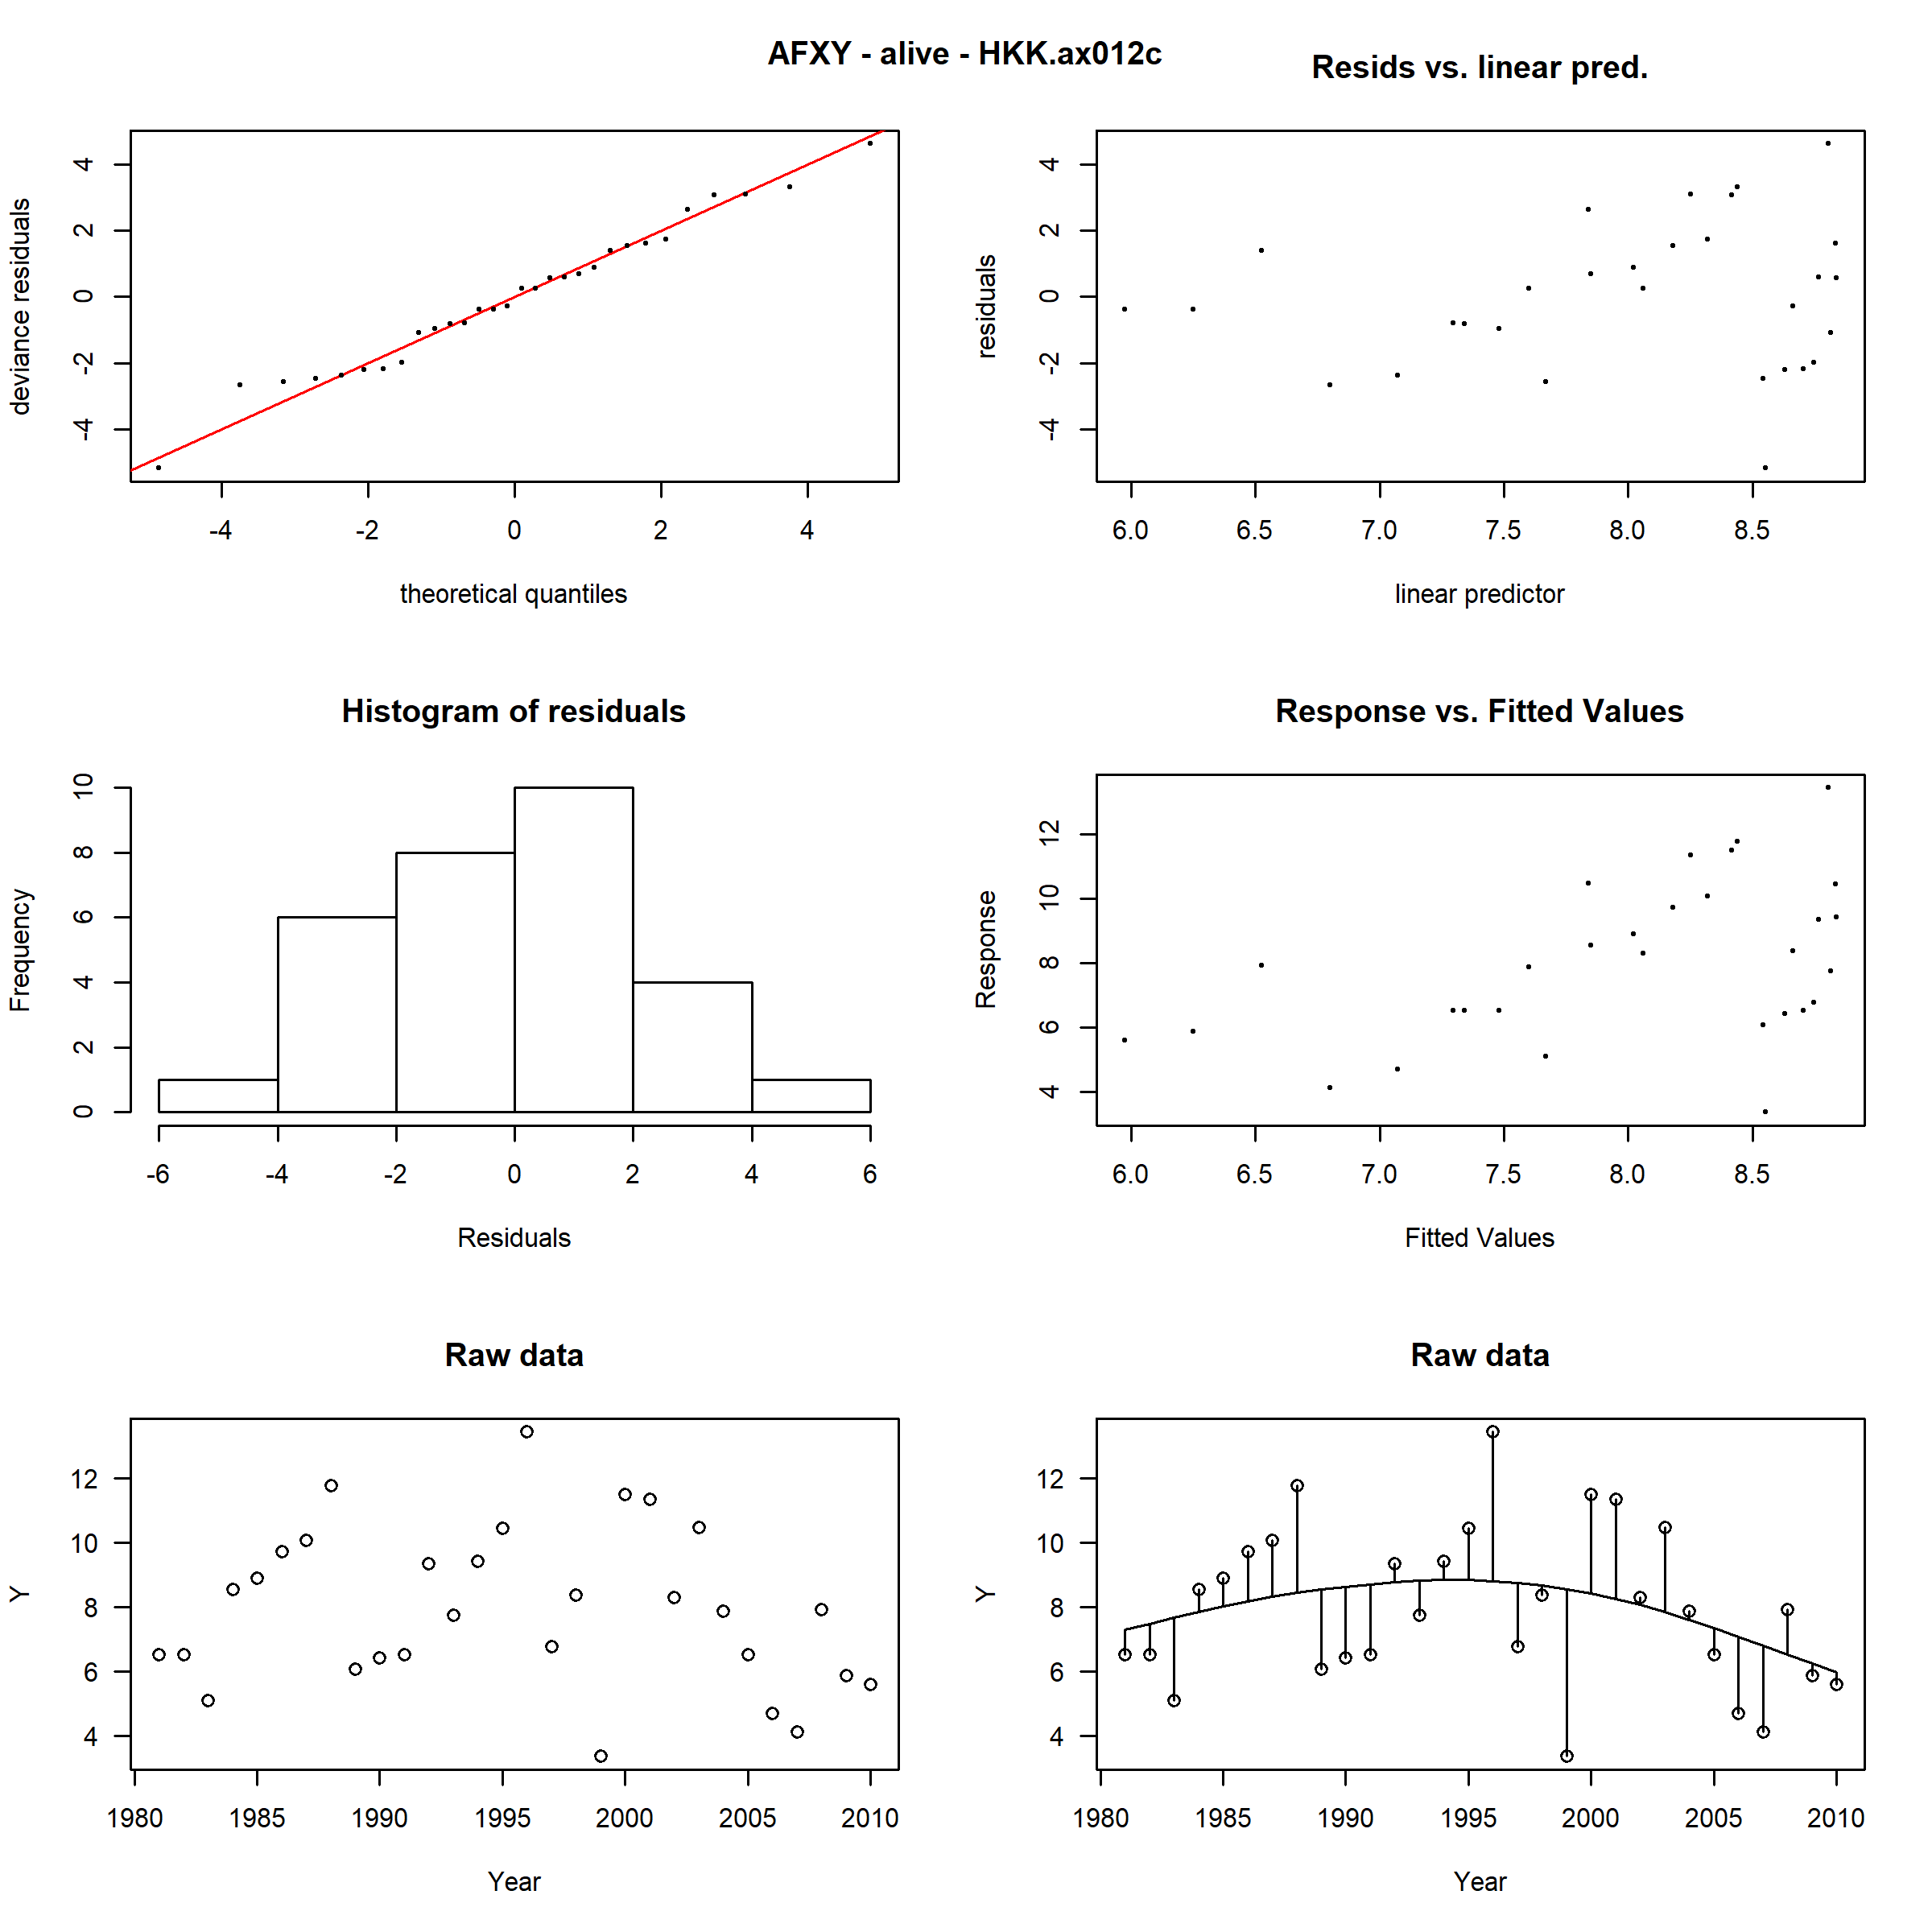 AFXY - alive - HKK.ax012c
Resids vs. linear pred.
deviance residuals
-4 -2 0 2 4
-4 -2 0 2 4
theoretical quantiles
residuals
-4 -2 0 2 4
6.0 6.5 7.0 7.5 8.0 8.5
linear predictor
Histogram of residuals
Frequency
0 2 4 6 8 10
-6 -4 -2 0 2 4 6
Residuals
Response vs. Fitted Values
Response
4 6 8 10 12
6.0 6.5 7.0 7.5 8.0 8.5
Fitted Values
Raw data
Y
12
10
8
6
4
1980 1985 1990 1995 2000 2005 2010
Year
Raw data
Y
12
10
8
6
4
1980 1985 1990 1995 2000 2005 2010
Year